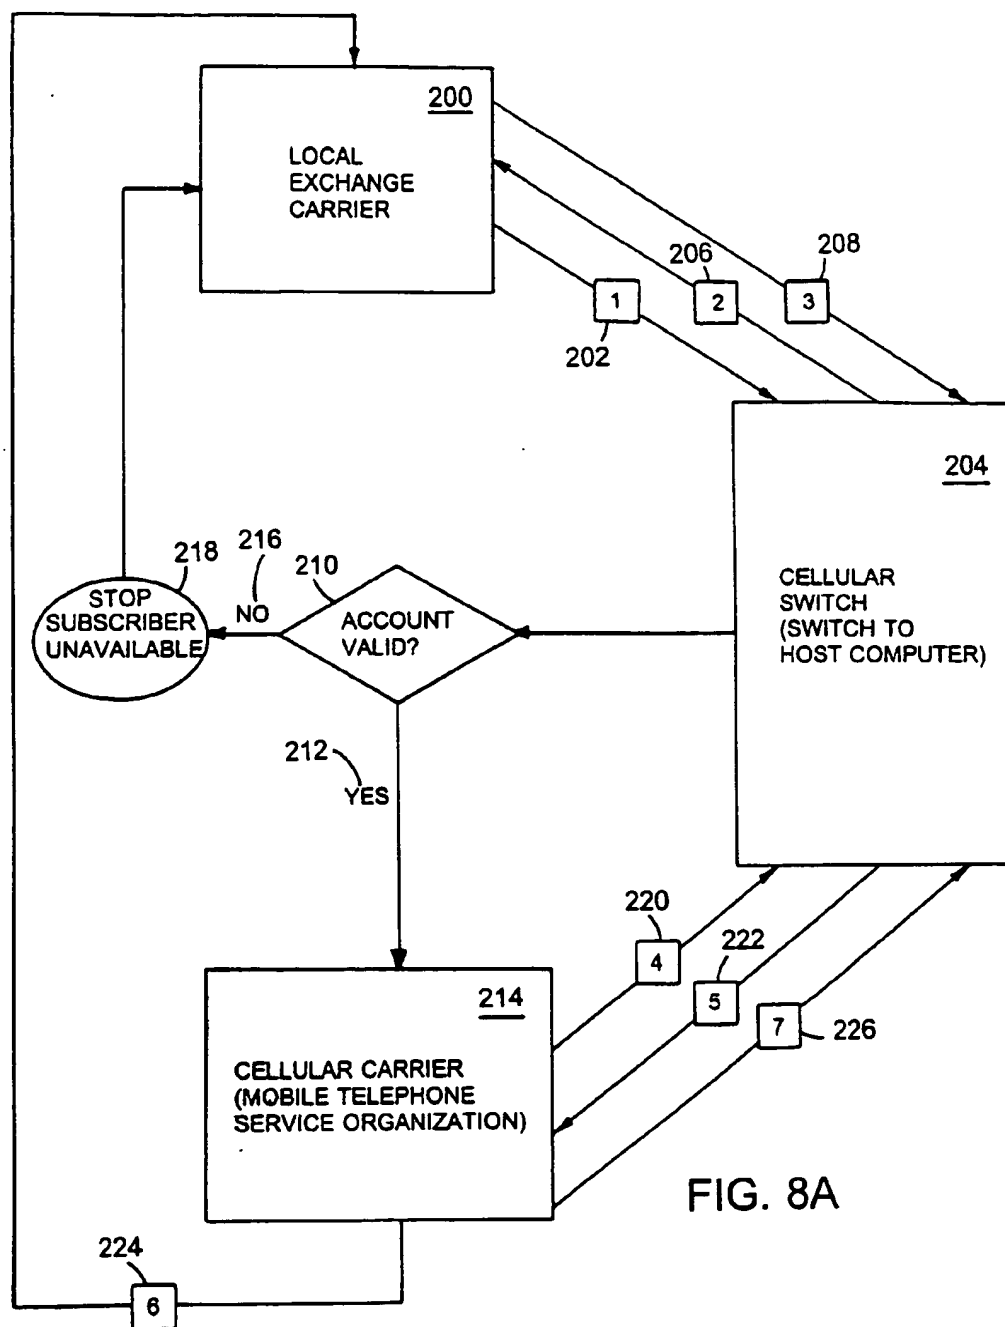 200
LOCAL
EXCHANGE
CARRIER
206
208
1
2
3
202
204
CELLULAR
SWITCH
(SWITCH TO
HOST COMPUTER)
218
216
210
NO
STOP
SUBSCRIBER
UNAVAILABLE
ACCOUNT
VALID?
212
YES
220
222
4
5
7
226
214
CELLULAR CARRIER
(MOBILE TELEPHONE
SERVICE ORGANIZATION)
FIG. 8A
224
6